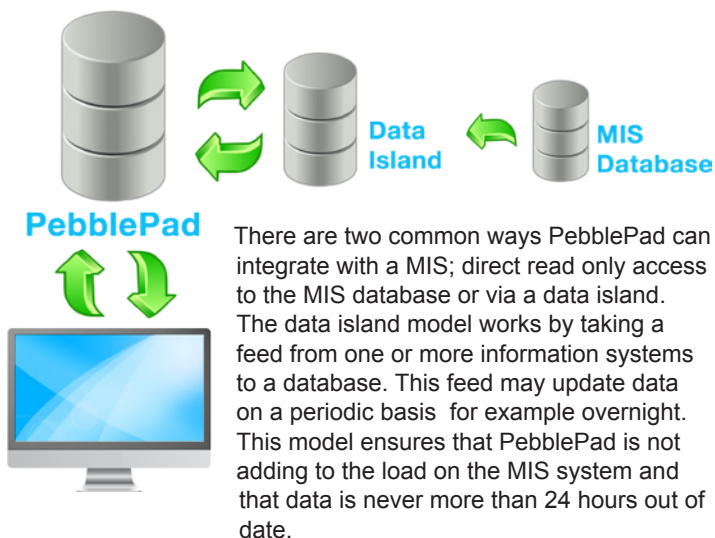 Data
Island
MIS
Database
PebblePad
There are two common ways PebblePad can
integrate with a MIS; direct read only access
to the MIS database or via a data island.
The data island model works by taking a
feed from one or more information systems
to a database. This feed may update data
on a periodic basis  for example overnight.
This model ensures that PebblePad is not
adding to the load on the MIS system and
that data is never more than 24 hours out of
date.